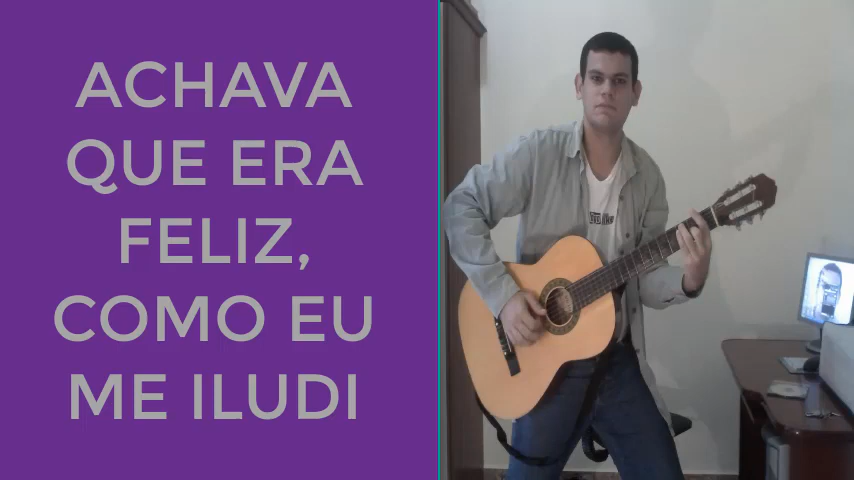 ACHAVA
QUE ERA
FELIZ,
COMO EU
ME ILUDI